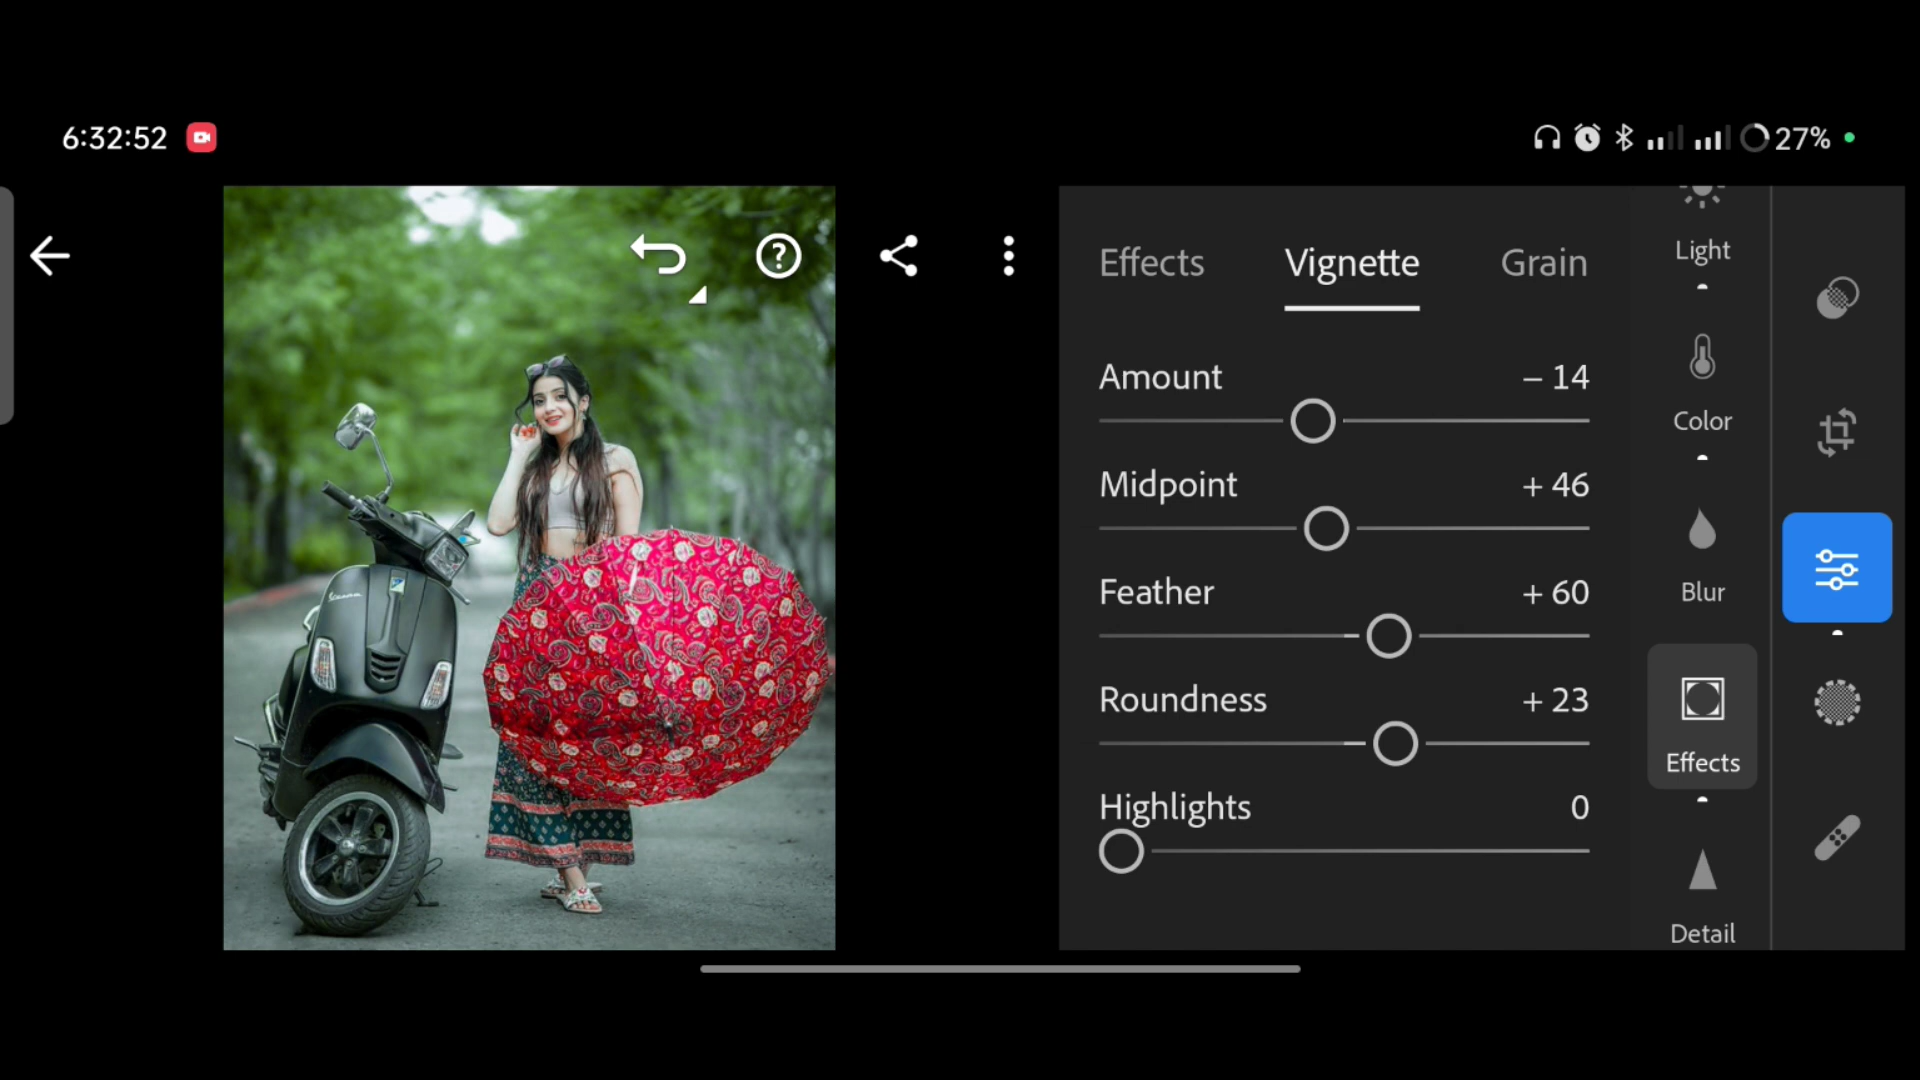 6:32:52
27%
Effects Vignette Grain
Amount – 14
Midpoint + 46
Feather + 60
Roundness + 23
Highlights 0
Light
Color
Blur
Effects
Detail
Vespa